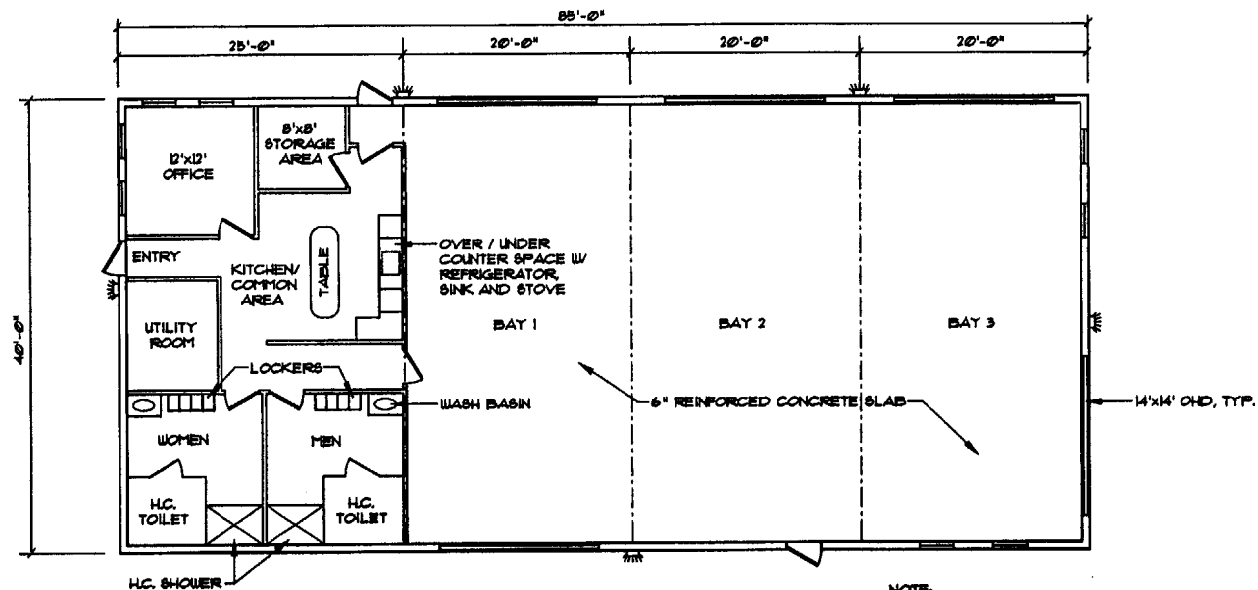 85'-0"
25'-0" 20'-0" 20'-0" 20'-0"
40'-0"
12'x12'
OFFICE
8'x8'
STORAGE
AREA
ENTRY
KITCHEN/
COMMON
AREA
TABLE
OVER / UNDER
COUNTER SPACE W/
REFRIGERATOR,
SINK AND STOVE
UTILITY
ROOM
BAY 1
BAY 2
BAY 3
LOCKERS
WASH BASIN
6" REINFORCED CONCRETE SLAB
14'x14' OHD, TYP.
WOMEN
MEN
H.C.
TOILET
H.C.
TOILET
H.C. SHOWER
NOTE: